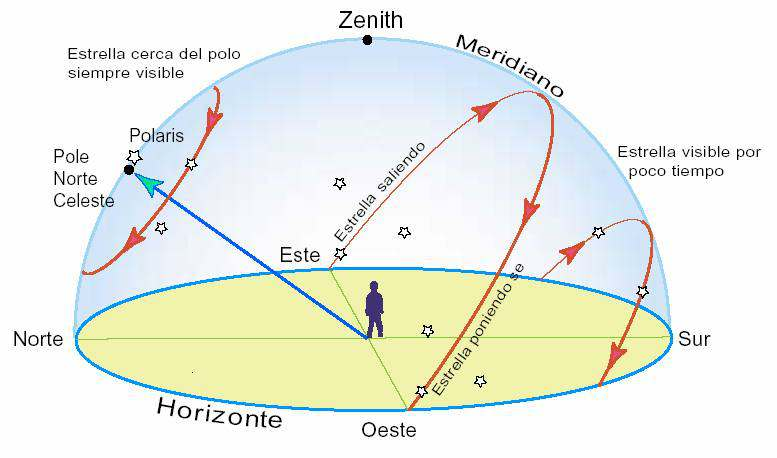 Zenith
Meridiano
Estrella cerca del polo
siempre visible
Polaris
Pole
Norte
Celeste
Estrella saliendo
Estrella visible por
poco tiempo
Este
Estrella poniendo se
Norte
Sur
Horizonte
Oeste